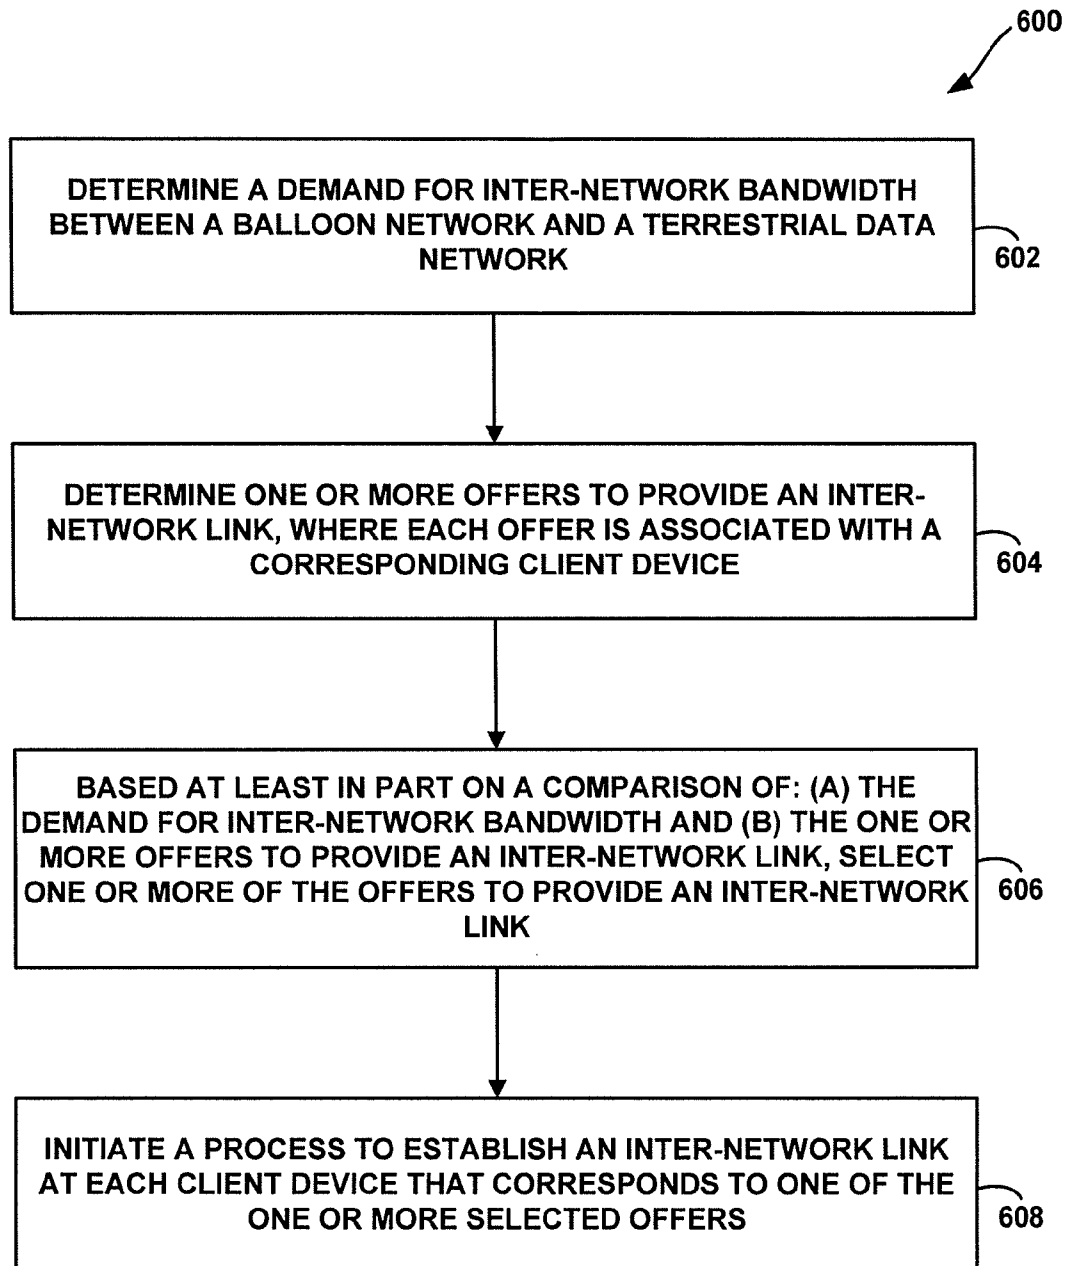 600
DETERMINE A DEMAND FOR INTER-NETWORK BANDWIDTH
BETWEEN A BALLOON NETWORK AND A TERRESTRIAL DATA
NETWORK
602
DETERMINE ONE OR MORE OFFERS TO PROVIDE AN INTER-
NETWORK LINK, WHERE EACH OFFER IS ASSOCIATED WITH A
CORRESPONDING CLIENT DEVICE
604
BASED AT LEAST IN PART ON A COMPARISON OF: (A) THE
DEMAND FOR INTER-NETWORK BANDWIDTH AND (B) THE ONE OR
MORE OFFERS TO PROVIDE AN INTER-NETWORK LINK, SELECT
ONE OR MORE OF THE OFFERS TO PROVIDE AN INTER-NETWORK
LINK
606
INITIATE A PROCESS TO ESTABLISH AN INTER-NETWORK LINK
AT EACH CLIENT DEVICE THAT CORRESPONDS TO ONE OF THE
ONE OR MORE SELECTED OFFERS
608